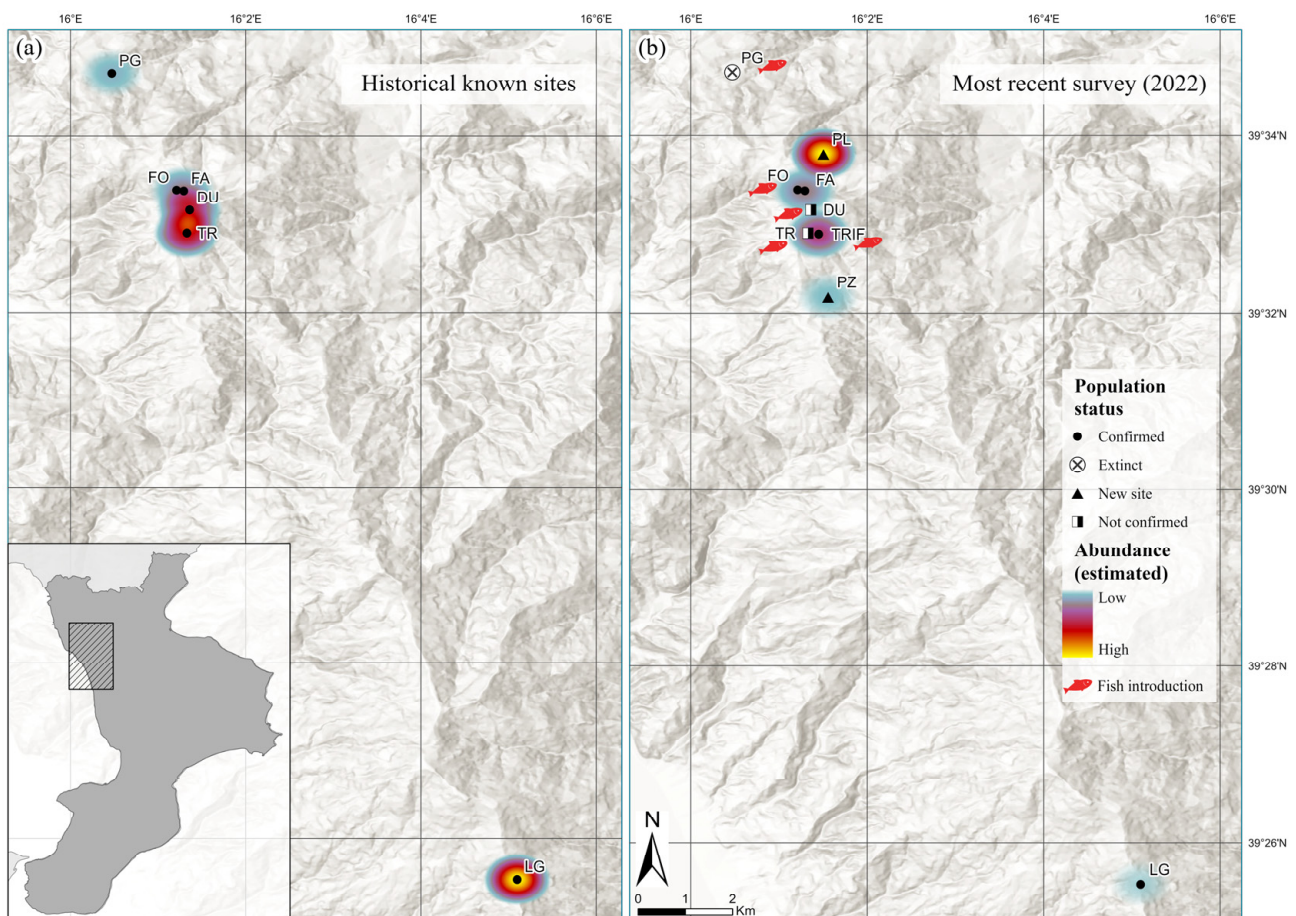 16°E 16°2'E 16°4'E 16°6'E 16°E 16°2'E 16°4'E 16°6'E
(a)
PG
Historical known sites
FO FA
DU
TR
LG
(b)
PG
Most recent survey (2022)
39°34'N
PL
FO FA
DU
TR TRIF
PZ
39°32'N
Population
status
Confirmed
Extinct
New site
Not confirmed
39°30'N
Abundance
(estimated)
Low
High
Fish introduction
39°28'N
39°26'N
LG
N
0 1 2
Km